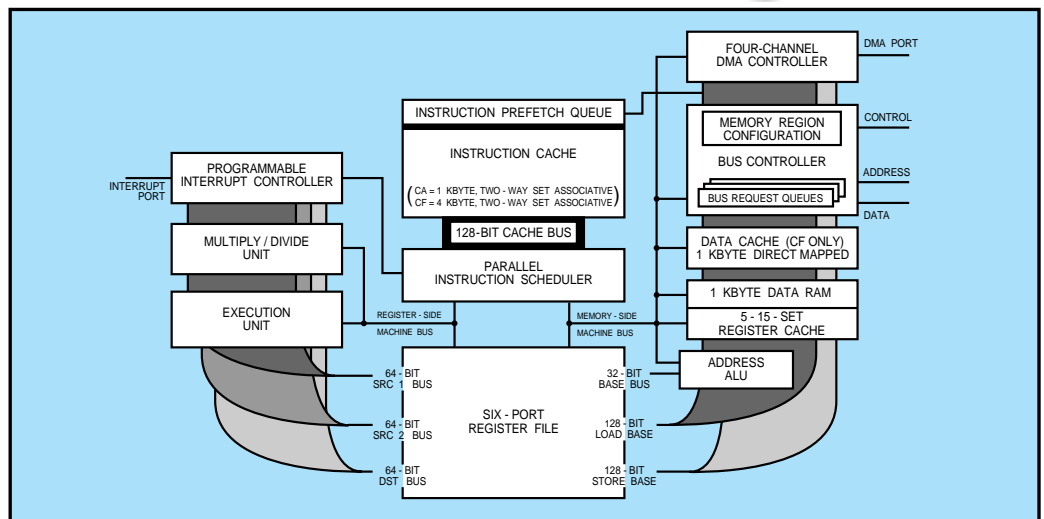 FOUR-CHANNEL
DMA CONTROLLER
DMA PORT
INSTRUCTION PREFETCH QUEUE
MEMORY REGION
CONFIGURATION
CONTROL
INSTRUCTION CACHE
BUS CONTROLLER
PROGRAMMABLE
INTERRUPT CONTROLLER
INTERRUPT
PORT
ADDRESS
CA = 1 KBYTE, TWO - WAY SET ASSOCIATIVE
CF = 4 KBYTE, TWO - WAY SET ASSOCIATIVE
BUS REQUEST QUEUES
DATA
128-BIT CACHE BUS
MULTIPLY / DIVIDE
UNIT
DATA CACHE (CF ONLY)
1 KBYTE DIRECT MAPPED
PARALLEL
INSTRUCTION SCHEDULER
1 KBYTE DATA RAM
EXECUTION
UNIT
REGISTER - SIDE
MACHINE BUS
MEMORY - SIDE
MACHINE BUS
5 - 15 - SET
REGISTER CACHE
ADDRESS
ALU
64 - BIT
SRC 1 BUS
32 - BIT
BASE BUS
SIX - PORT
REGISTER FILE
64 - BIT
SRC 2 BUS
128 - BIT
LOAD BASE
64 - BIT
DST BUS
128 - BIT
STORE BASE